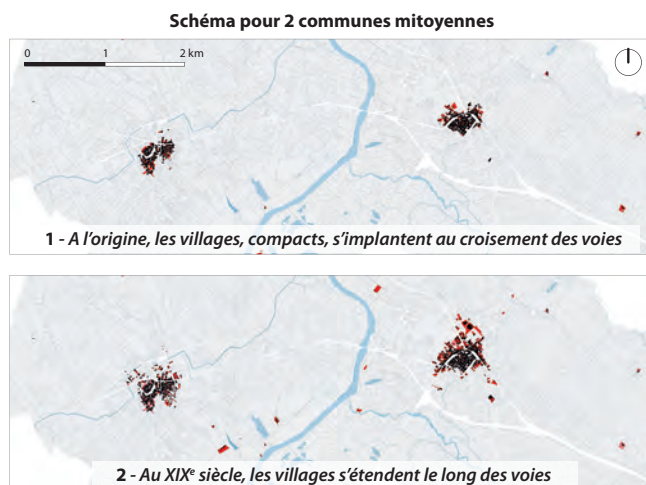 Schéma pour 2 communes mitoyennes
0 1 2 km
1 - A l'origine, les villages, compacts, s'implantent au croisement des voies
2 - Au XIXe siècle, les villages s'étendent le long des voies